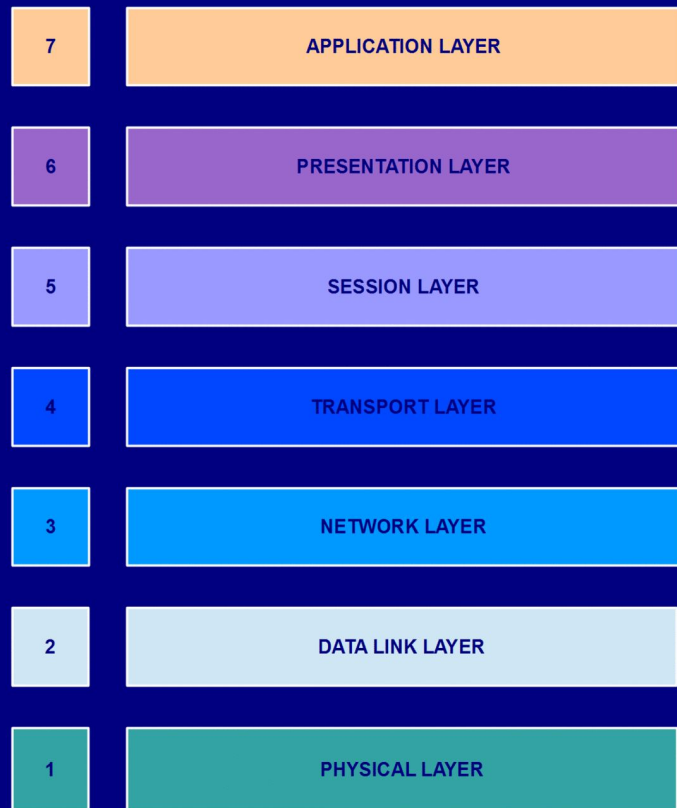 7 APPLICATION LAYER
6 PRESENTATION LAYER
5 SESSION LAYER
4 TRANSPORT LAYER
3 NETWORK LAYER
2 DATA LINK LAYER
1 PHYSICAL LAYER